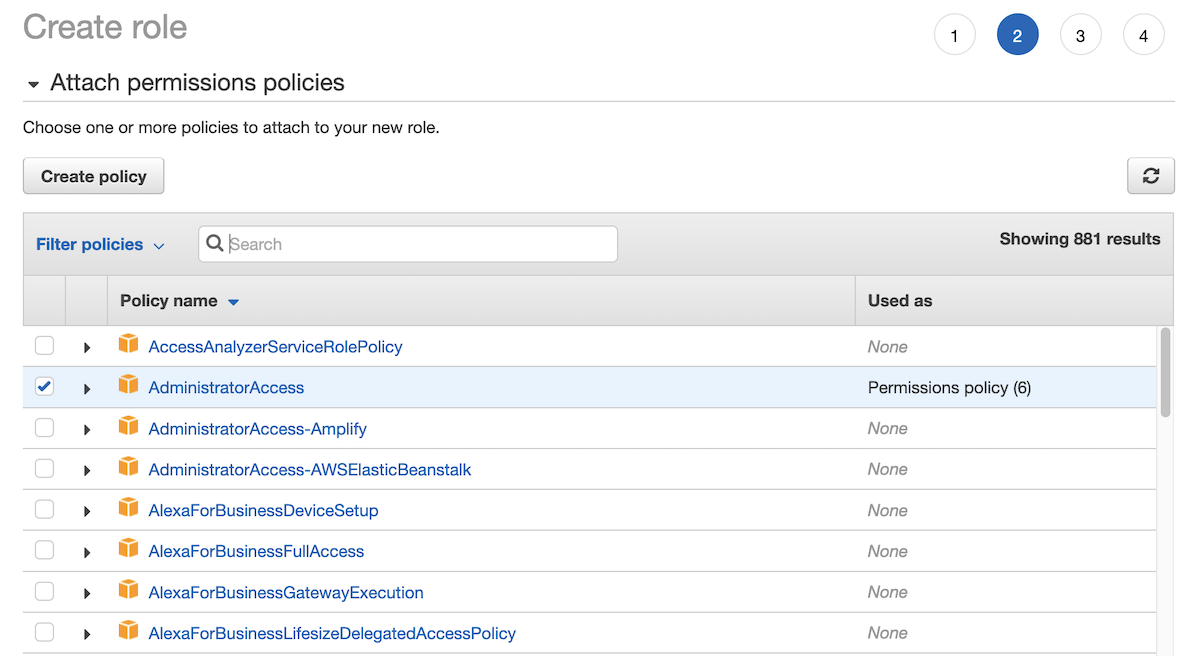 Create role
1 2 3 4
Attach permissions policies
Choose one or more policies to attach to your new role.
Create policy
Filter policies Search Showing 881 results
Policy name Used as
AccessAnalyzerServiceRolePolicy None
AdministratorAccess Permissions policy (6)
AdministratorAccess-Amplify None
AdministratorAccess-AWSElasticBeanstalk None
AlexaForBusinessDeviceSetup None
AlexaForBusinessFullAccess None
AlexaForBusinessGatewayExecution None
AlexaForBusinessLifesizeDelegatedAccessPolicy None